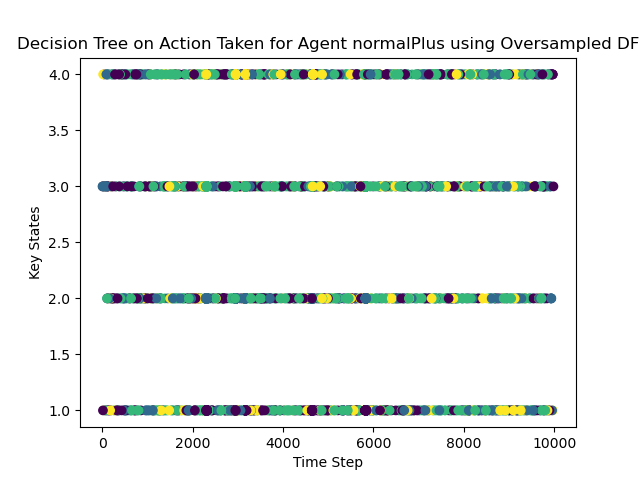 Decision Tree on Action Taken for Agent normalPlus using Oversampled DF
4.0
3.5
3.0
2.5
2.0
1.5
1.0
Key States
0 2000 4000 6000 8000 10000
Time Step